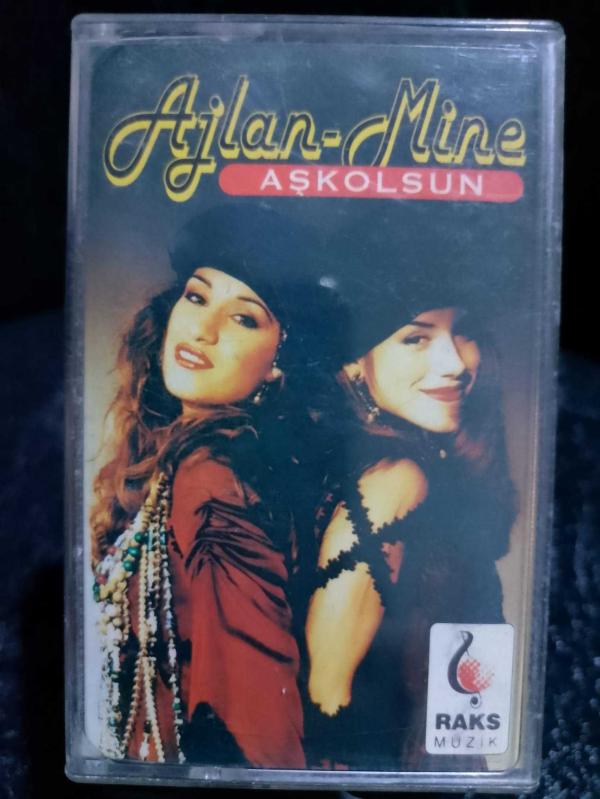 Ajlan-Mine
AŞKOLSUN
RAKS
MÜZİK